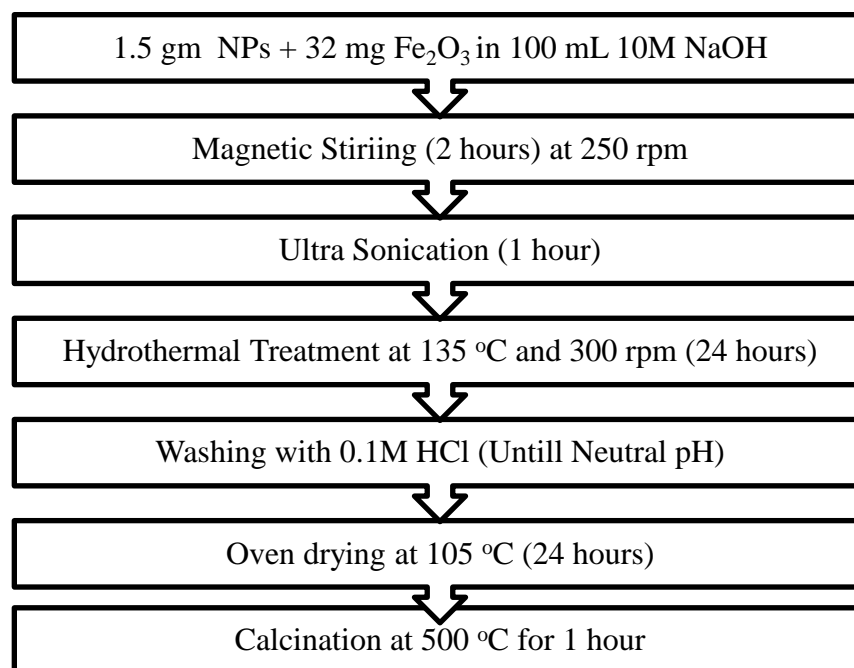 1.5 gm  NPs + 32 mg Fe₂O₃ in 100 mL 10M NaOH
Magnetic Stiriing (2 hours) at 250 rpm
Ultra Sonication (1 hour)
Hydrothermal Treatment at 135 ᵒC and 300 rpm (24 hours)
Washing with 0.1M HCl (Untill Neutral pH)
Oven drying at 105 ᵒC (24 hours)
Calcination at 500 ᵒC for 1 hour